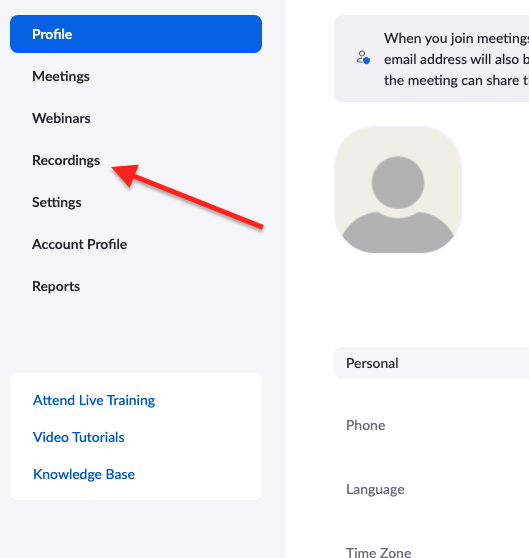 Profile
Meetings
Webinars
Recordings
Settings
Account Profile
Reports
Attend Live Training
Video Tutorials
Knowledge Base
When you join meetings
email address will also b
the meeting can share t
Personal
Phone
Language
Time Zone